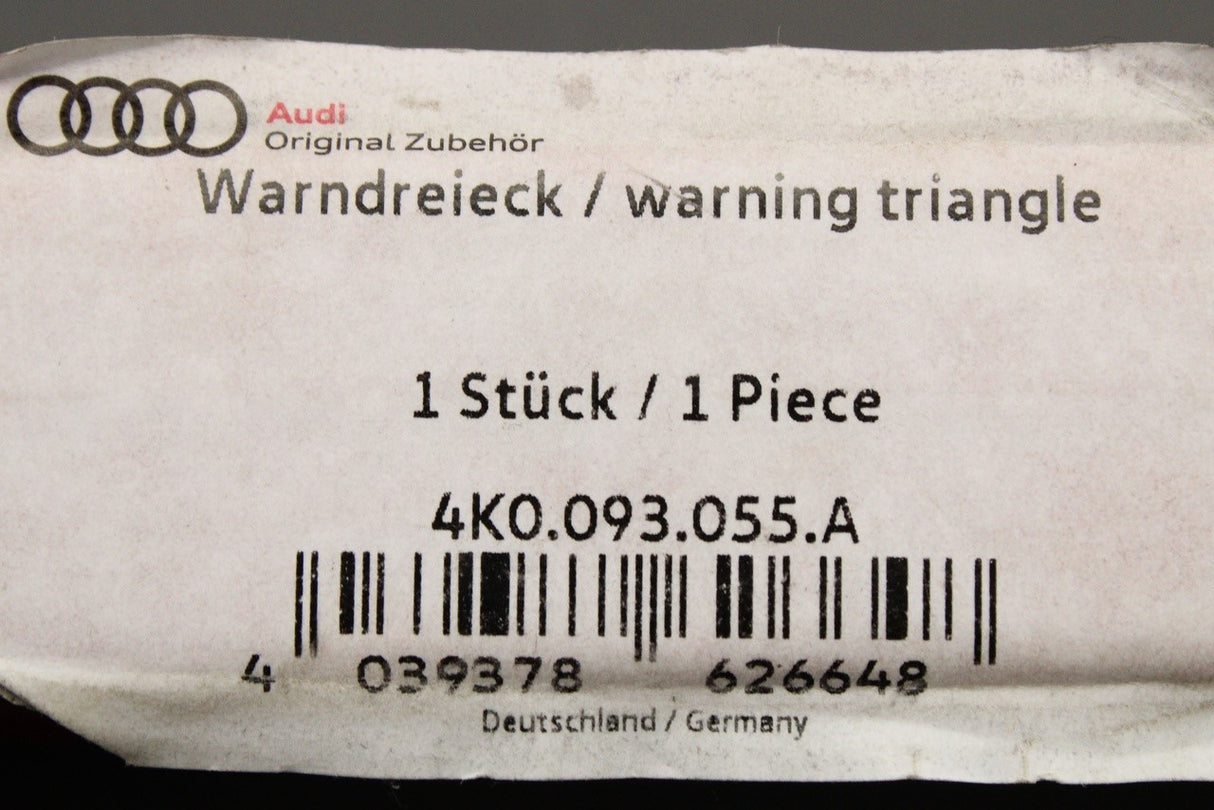 Audi
Original Zubehör
Warndreieck / warning triangle
1 Stück / 1 Piece
4K0.093.055.A
4 039378 626648
Deutschland / Germany